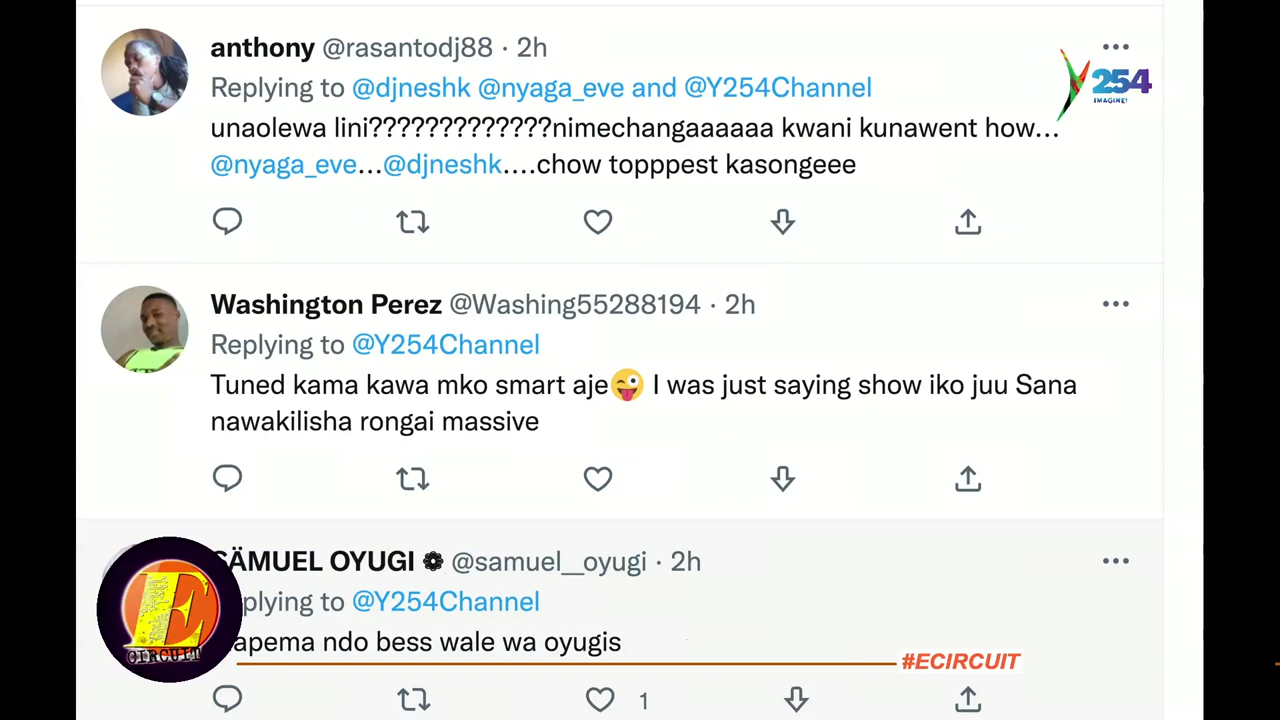 anthony @rasantodj88 · 2h
Replying to @djneshk @nyaga_eve and @Y254Channel
unaolewa lini?????????????nimechangaaaaaa kwani kunawent how...
@nyaga_eve...@djneshk....chow topppest kasongeee
Y254
IMAGINE!
Washington Perez @Washing55288194 · 2h
Replying to @Y254Channel
Tuned kama kawa mko smart aje😜 I was just saying show iko juu Sana
nawakilisha rongai massive
SÄMUEL OYUGI ❁ @samuel__oyugi · 2h
to @Y254Channel
ndo bess wale wa oyugis
1
E
CIRCUIT
#ECIRCUIT